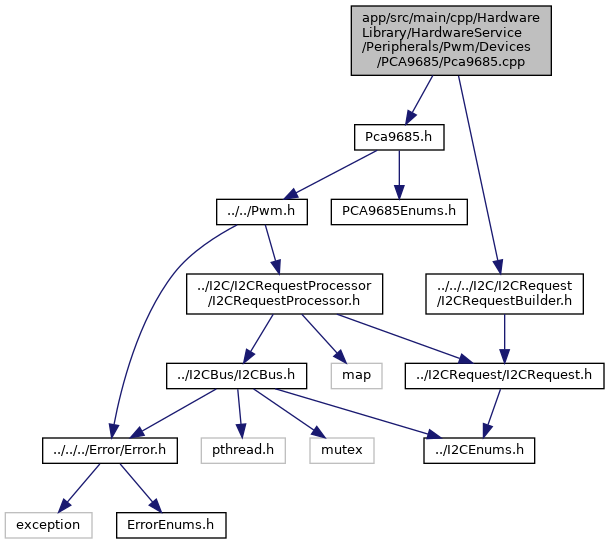 app/src/main/cpp/Hardware
Library/HardwareService
/Peripherals/Pwm/Devices
/PCA9685/Pca9685.cpp
Pca9685.h
../../Pwm.h
PCA9685Enums.h
../I2C/I2CRequestProcessor
/I2CRequestProcessor.h
../../../I2C/I2CRequest
/I2CRequestBuilder.h
../I2CBus/I2CBus.h
map
../I2CRequest/I2CRequest.h
../../../Error/Error.h
pthread.h
mutex
../I2CEnums.h
exception
ErrorEnums.h